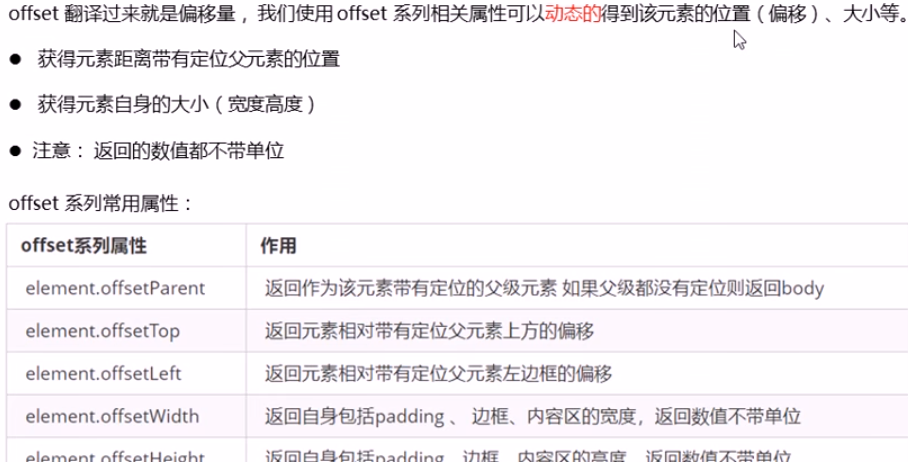 offset 翻译过来就是偏移量，我们使用 offset 系列相关属性可以动态的得到该元素的位置（偏移）、大小等。
● 获得元素距离带有定位父元素的位置
● 获得元素自身的大小（宽度高度）
● 注意：返回的数值都不带单位
offset 系列常用属性：
offset系列属性 作用
element.offsetParent 返回作为该元素带有定位的父级元素 如果父级都没有定位则返回body
element.offsetTop 返回元素相对带有定位父元素上方的偏移
element.offsetLeft 返回元素相对带有定位父元素左边框的偏移
element.offsetWidth 返回自身包括padding 、 边框、内容区的宽度，返回数值不带单位
element.offsetHeight 返回自身包括padding、边框、内容区的高度，返回数值不带单位